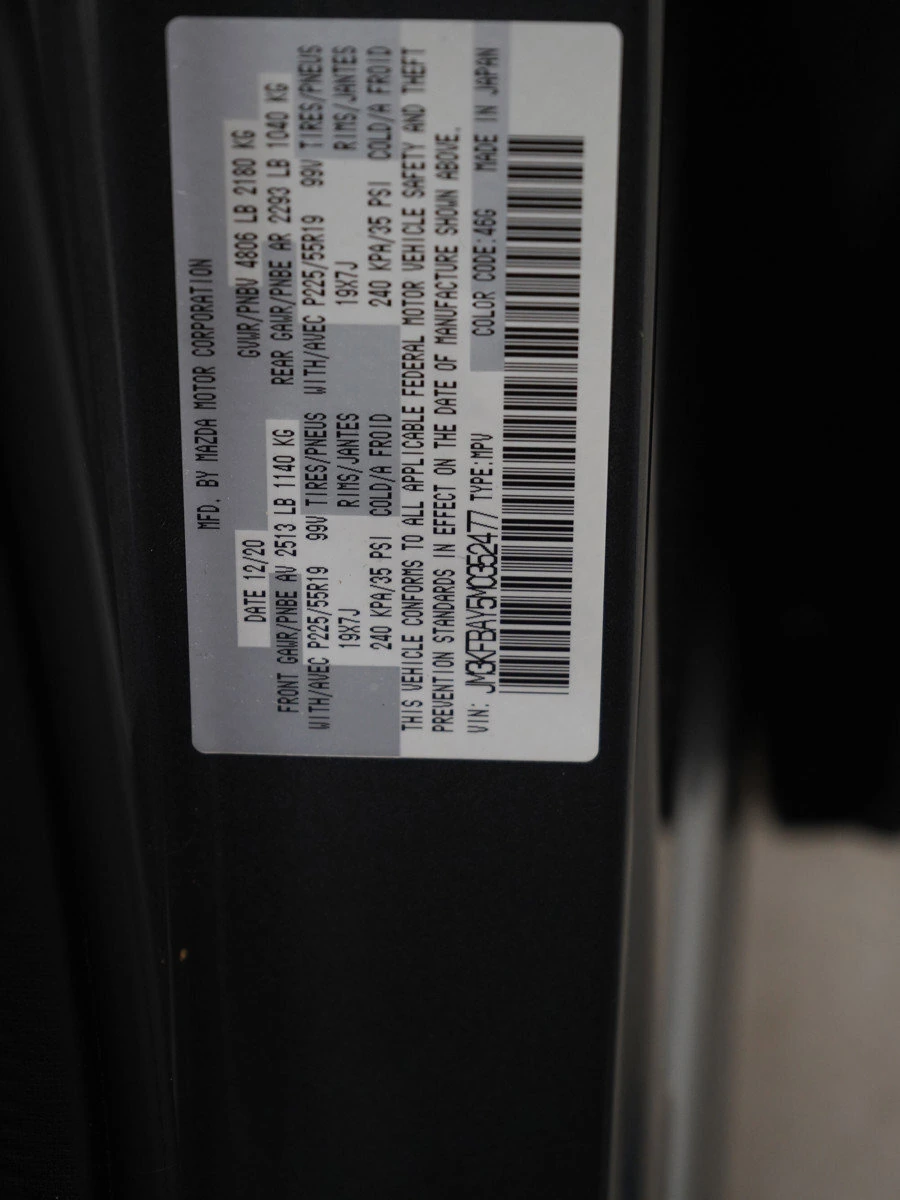 MFD. BY MAZDA MOTOR CORPORATION
DATE 12/20 GVWR/PNBV 4806 LB 2180 KG
FRONT GAWR/PNBE AV 2513 LB 1140 KG REAR GAWR/PNBE AR 2293 LB 1040 KG
WITH/AVEC P225/55R19 99V TIRES/PNEUS WITH/AVEC P225/55R19 99V TIRES/PNEUS
19X7J RIMS/JANTES 19X7J RIMS/JANTES
240 KPA/35 PSI COLD/A FROID 240 KPA/35 PSI COLD/A FROID
THIS VEHICLE CONFORMS TO ALL APPLICABLE FEDERAL MOTOR VEHICLE SAFETY AND THEFT
PREVENTION STANDARDS IN EFFECT ON THE DATE OF MANUFACTURE SHOWN ABOVE.
VIN: JM3KFBAY5M0352477 TYPE:MPV COLOR CODE:46G MADE IN JAPAN